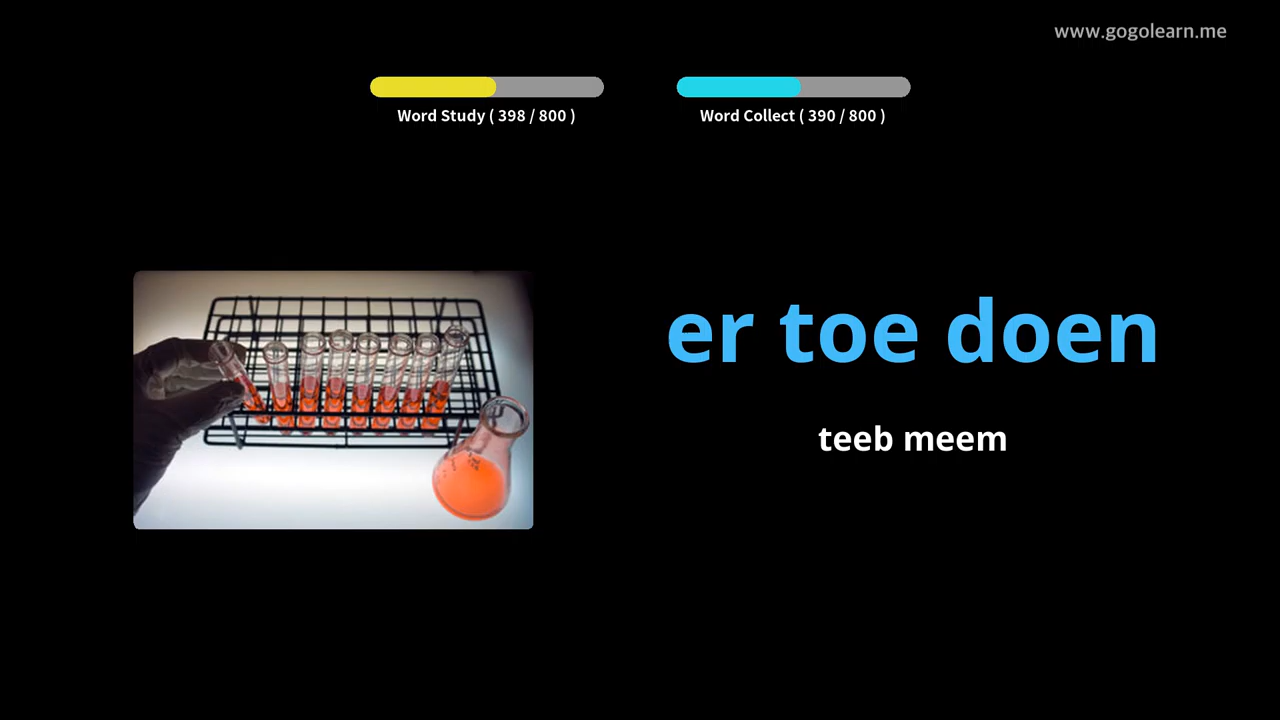 www.gogolearn.me
Word Study ( 398 / 800 )
Word Collect ( 390 / 800 )
er toe doen
teeb meem